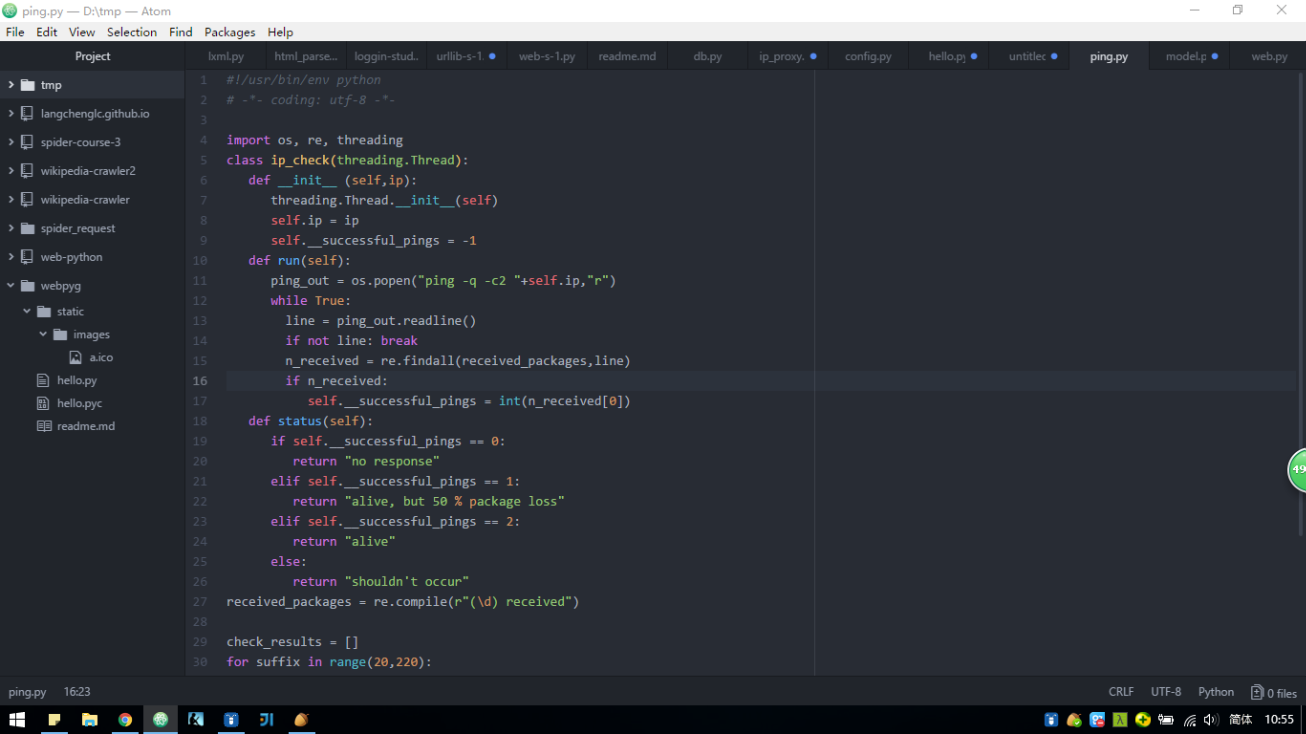 ping.py — D:\tmp — Atom
File Edit View Selection Find Packages Help
Project
lxml.py html_parse... loggin-stud.. urllib-s-1. web-s-1.py readme.md db.py ip_proxy. config.py hello.py untitled ping.py model.p web.py
tmp
langchenglc.github.io
spider-course-3
wikipedia-crawler2
wikipedia-crawler
spider_request
web-python
webpyg
static
images
a.ico
hello.py
hello.pyc
readme.md
1 #!/usr/bin/env python
2 # -*- coding: utf-8 -*-
3
4 import os, re, threading
5 class ip_check(threading.Thread):
6 def __init__ (self,ip):
7 threading.Thread.__init__(self)
8 self.ip = ip
9 self.__successful_pings = -1
10 def run(self):
11 ping_out = os.popen("ping -q -c2 "+self.ip,"r")
12 while True:
13 line = ping_out.readline()
14 if not line: break
15 n_received = re.findall(received_packages,line)
16 if n_received:
17 self.__successful_pings = int(n_received[0])
18 def status(self):
19 if self.__successful_pings == 0:
20 return "no response"
21 elif self.__successful_pings == 1:
22 return "alive, but 50 % package loss"
23 elif self.__successful_pings == 2:
24 return "alive"
25 else:
26 return "shouldn't occur"
27 received_packages = re.compile(r"(\d) received")
28
29 check_results = []
30 for suffix in range(20,220):
49
ping.py 16:23 CRLF UTF-8 Python 0 files
简体 10:55